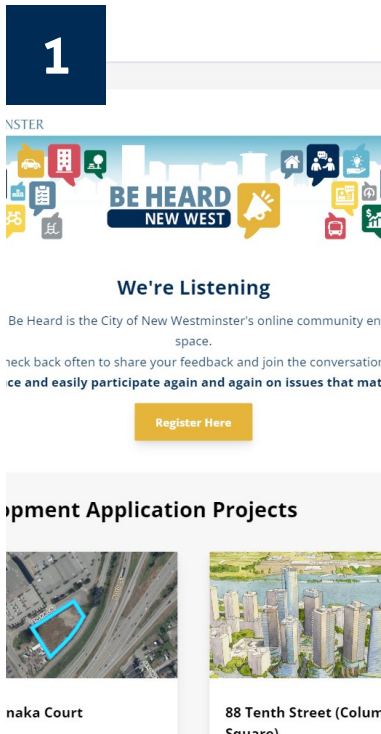 1
NSTER
BE HEARD
NEW WEST
We're Listening
Be Heard is the City of New Westminster's online community en
space.
heck back often to share your feedback and join the conversation
ce and easily participate again and again on issues that mat
Register Here
opment Application Projects
naka Court
88 Tenth Street (Colum
Square)